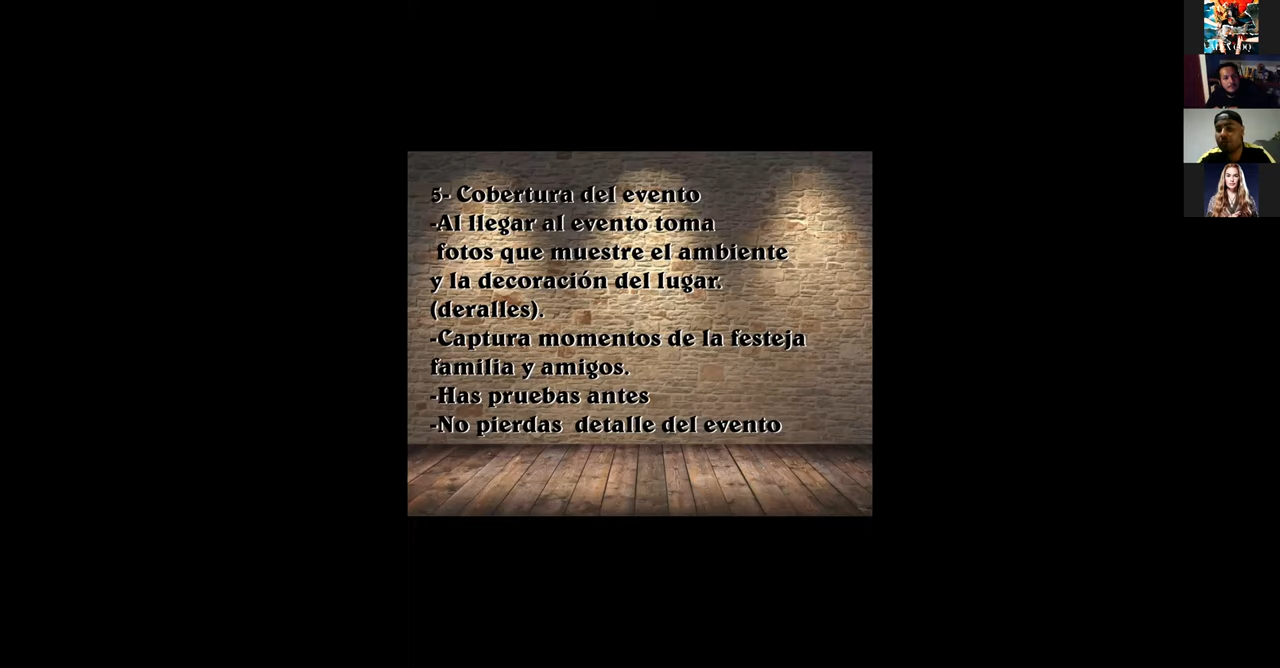 5- Cobertura del evento
-Al llegar al evento toma
fotos que muestre el ambiente
y la decoración del lugar.
(deralles).
-Captura momentos de la festeja
familia y amigos.
-Has pruebas antes
-No pierdas detalle del evento